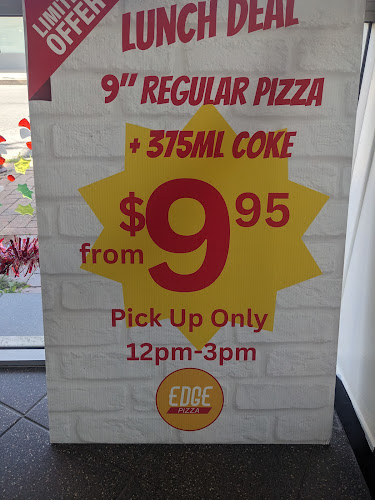 LIMITED
OFFER
LUNCH DEAL
9" REGULAR PIZZA
+ 375ML COKE
from $9.95
Pick Up Only
12pm-3pm
EDGE
PIZZA